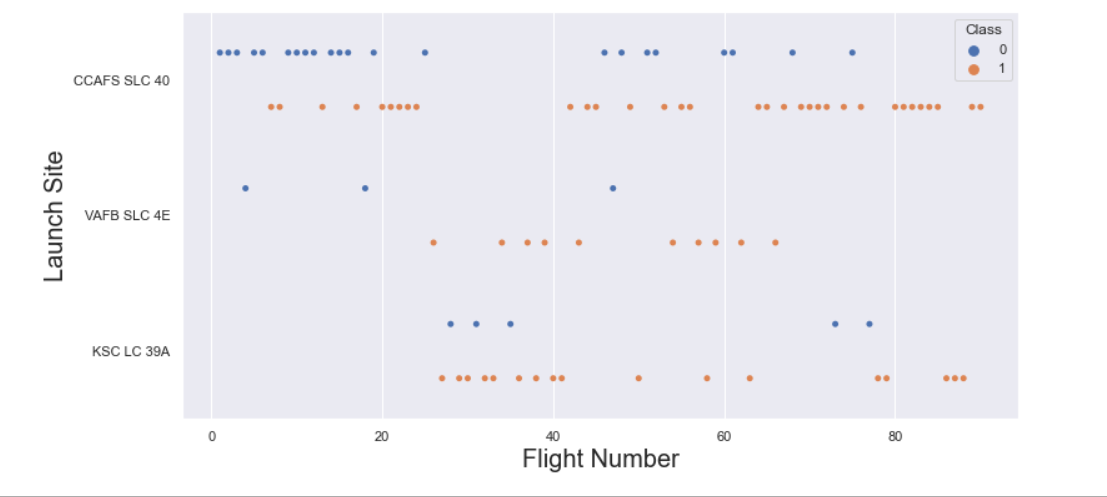 Class
0
1
CCAFS SLC 40
VAFB SLC 4E
KSC LC 39A
Launch Site
0 20 40 60 80
Flight Number